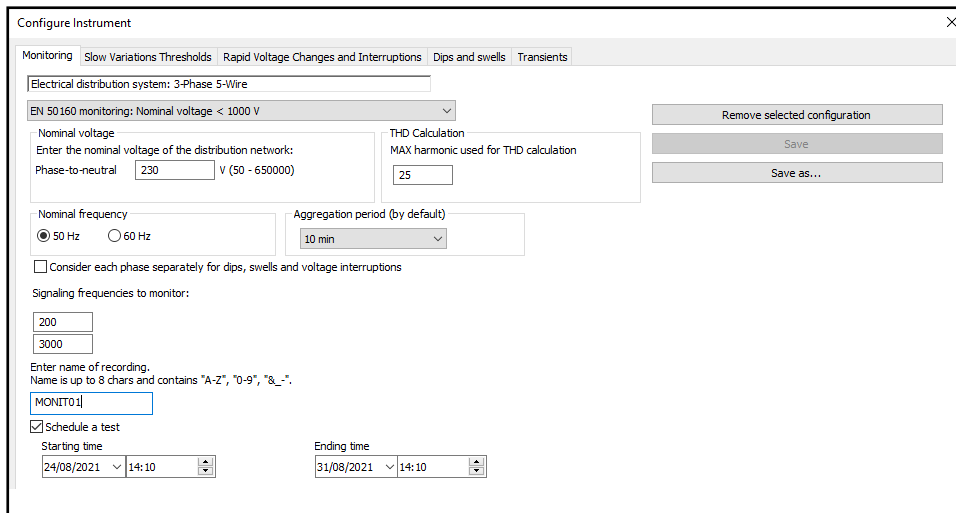 Configure Instrument
Monitoring Slow Variations Thresholds Rapid Voltage Changes and Interruptions Dips and swells Transients
Electrical distribution system: 3-Phase 5-Wire
EN 50160 monitoring: Nominal voltage < 1000 V
Remove selected configuration
Save
Save as...
Nominal voltage
Enter the nominal voltage of the distribution network:
Phase-to-neutral 230 V (50 - 650000)
THD Calculation
MAX harmonic used for THD calculation
25
Nominal frequency
50 Hz 60 Hz
Aggregation period (by default)
10 min
Consider each phase separately for dips, swells and voltage interruptions
Signaling frequencies to monitor:
200
3000
Enter name of recording.
Name is up to 8 chars and contains "A-Z", "0-9", "&_-".
MONIT01
Schedule a test
Starting time Ending time
24/08/2021 14:10 31/08/2021 14:10